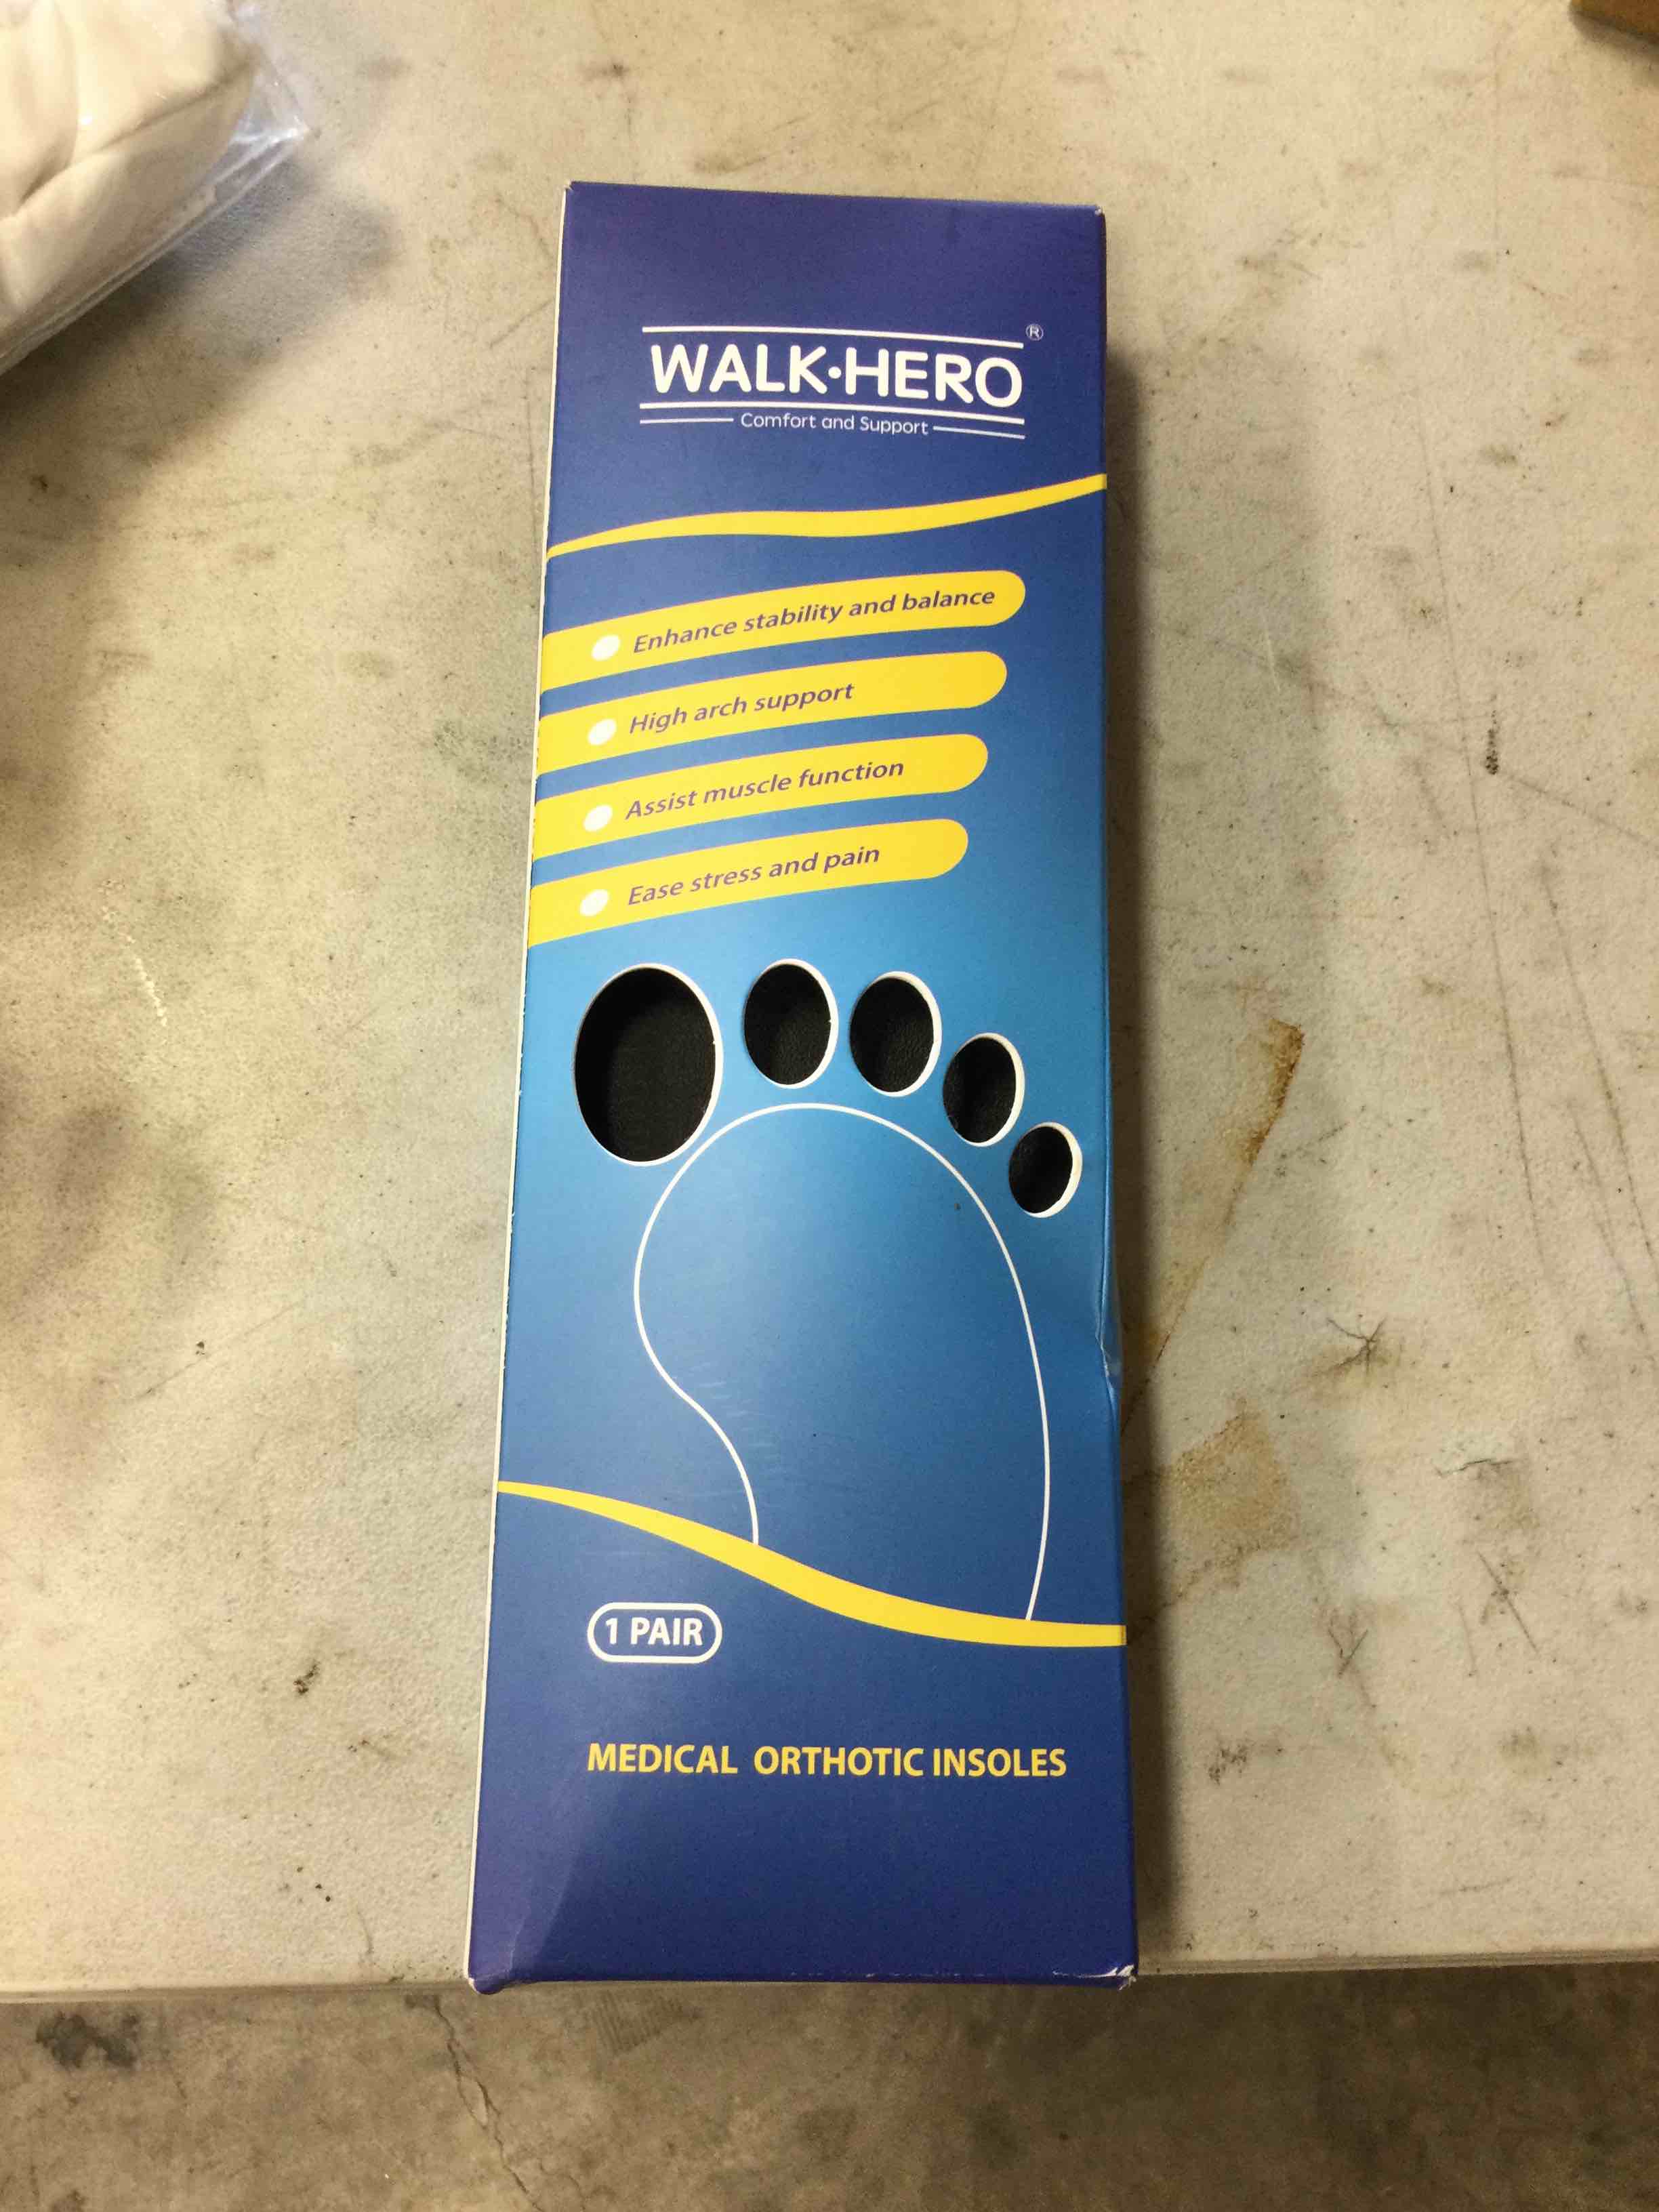 WALK·HERO®
Comfort and Support
Enhance stability and balance
High arch support
Assist muscle function
Ease stress and pain
1 PAIR
MEDICAL ORTHOTIC INSOLES